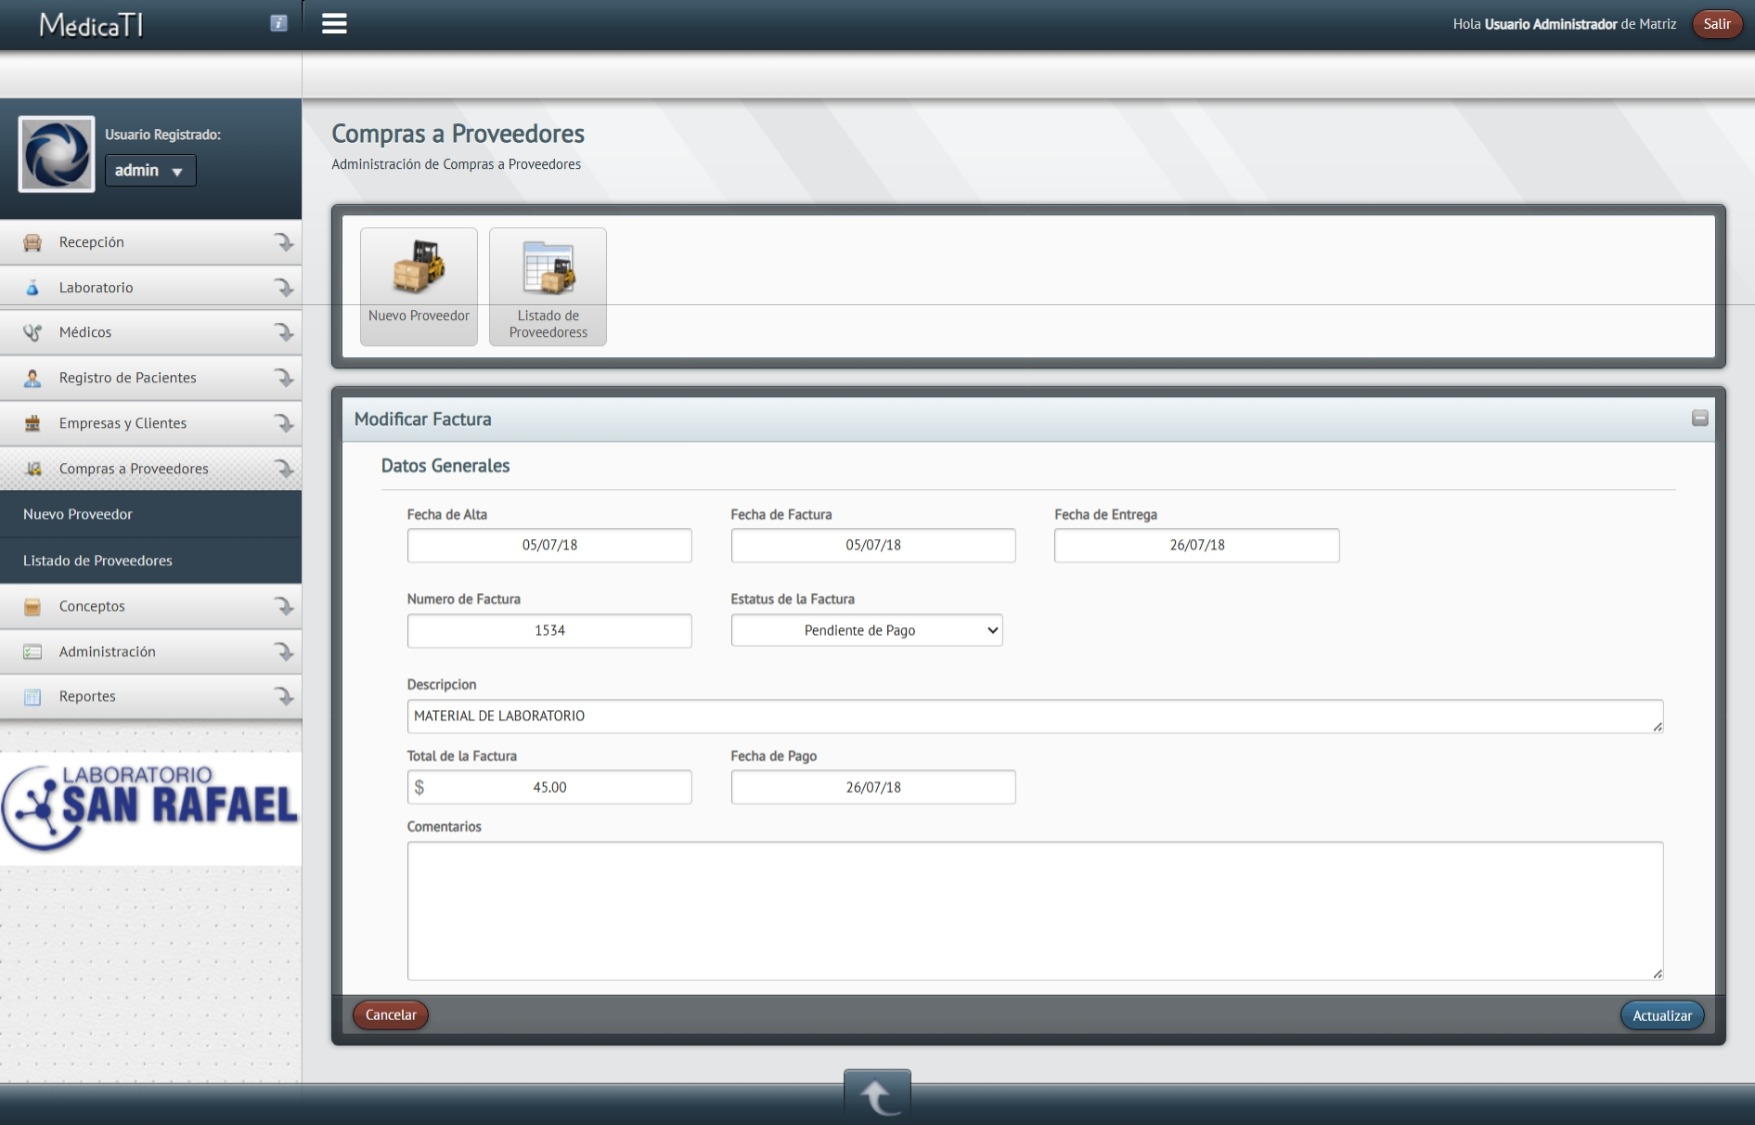 MédicaTI
Hola Usuario Administrador de Matriz
Salir
Usuario Registrado:
admin
Recepción
Laboratorio
Médicos
Registro de Pacientes
Empresas y Clientes
Compras a Proveedores
Nuevo Proveedor
Listado de Proveedores
Conceptos
Administración
Reportes
LABORATORIO
SAN RAFAEL
Compras a Proveedores
Administración de Compras a Proveedores
Nuevo Proveedor
Listado de
Proveedoress
Modificar Factura
Datos Generales
Fecha de Alta
Fecha de Factura
Fecha de Entrega
05/07/18
05/07/18
26/07/18
Numero de Factura
Estatus de la Factura
1534
Pendiente de Pago
Descripcion
MATERIAL DE LABORATORIO
Total de la Factura
Fecha de Pago
$ 45.00
26/07/18
Comentarios
Cancelar
Actualizar